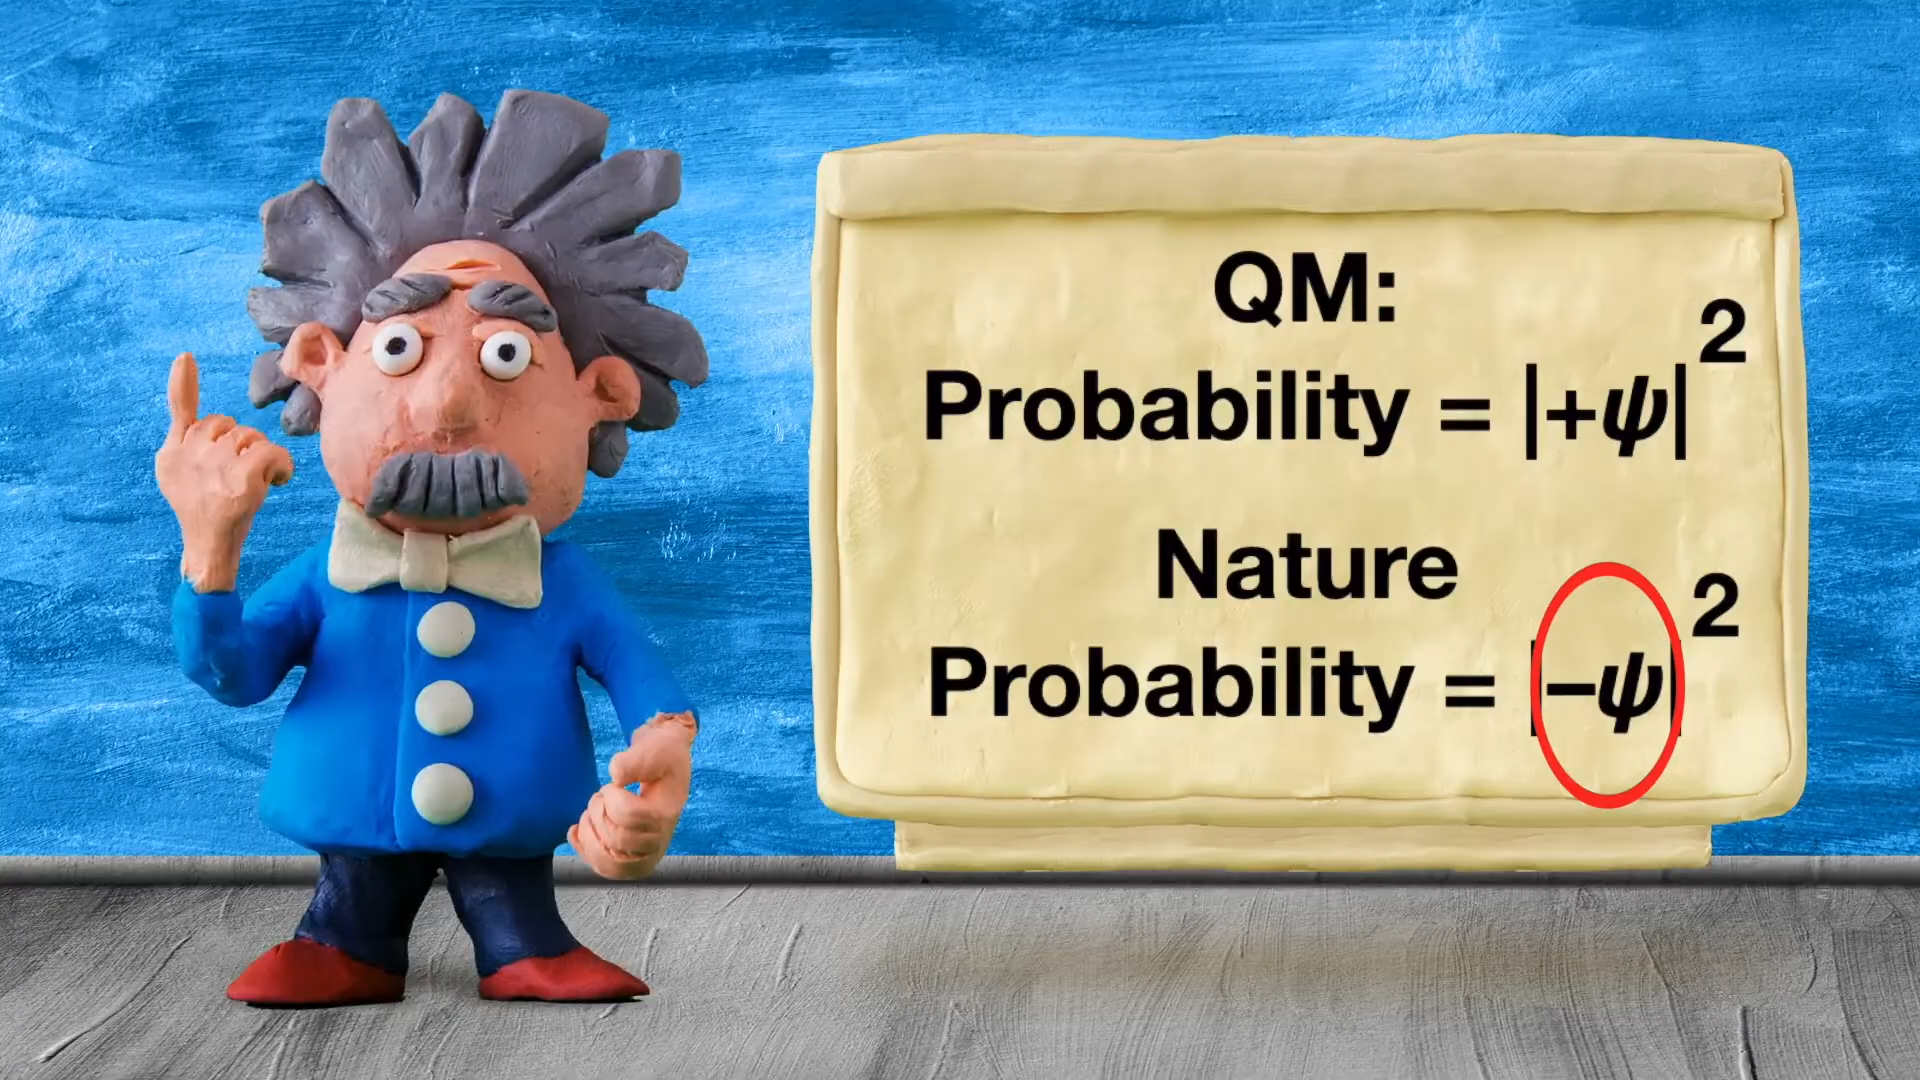 QM:
Probability = |+ψ|²
Nature
Probability = |−ψ|²